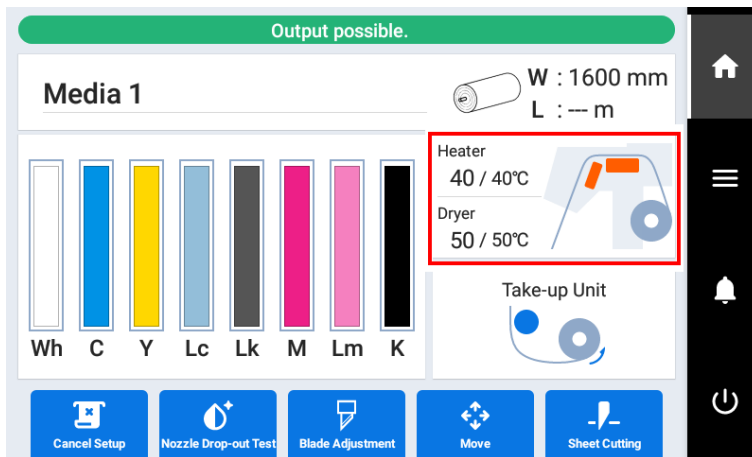 Output possible.
Media 1
W : 1600 mm
L : --- m
Heater
40 / 40℃
Dryer
50 / 50℃
Take-up Unit
Wh C Y Lc Lk M Lm K
Cancel Setup Nozzle Drop-out Test Blade Adjustment Move Sheet Cutting